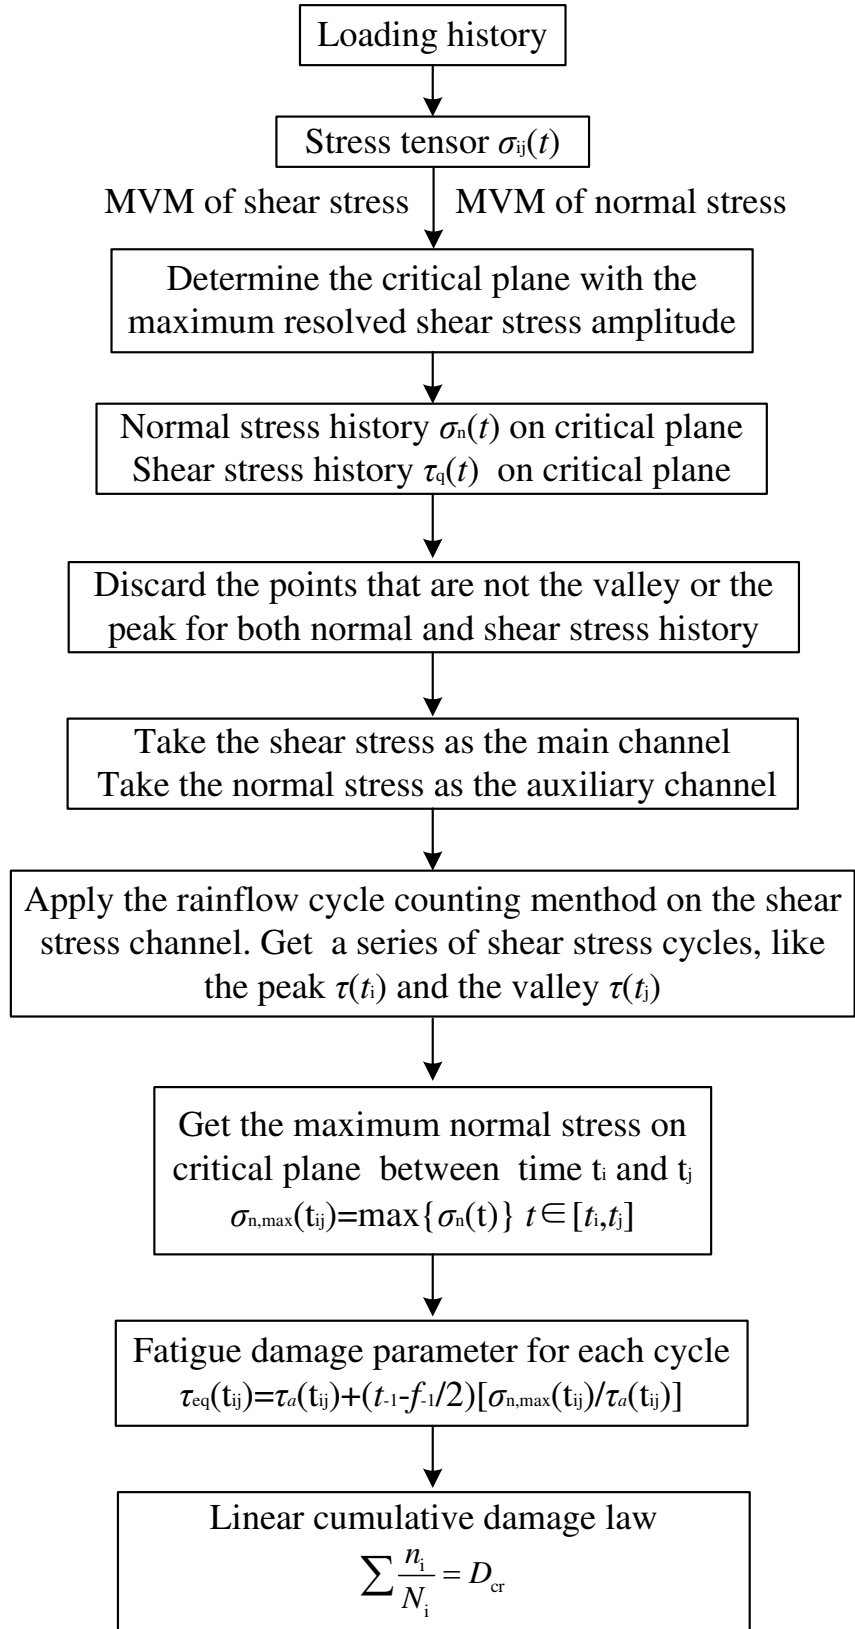 Loading history
Stress tensor σij(t)
MVM of shear stress MVM of normal stress
Determine the critical plane with the
maximum resolved shear stress amplitude
Normal stress history σn(t) on critical plane
Shear stress history τq(t) on critical plane
Discard the points that are not the valley or the
peak for both normal and shear stress history
Take the shear stress as the main channel
Take the normal stress as the auxiliary channel
Apply the rainflow cycle counting menthod on the shear
stress channel. Get a series of shear stress cycles, like
the peak τ(ti) and the valley τ(tj)
Get the maximum normal stress on
critical plane between time ti and tj
σn,max(tij)=max{σn(t)} t∈[ti,tj]
Fatigue damage parameter for each cycle
τeq(tij)=τa(tij)+(t-1-f-1/2)[σn,max(tij)/τa(tij)]
Linear cumulative damage law
∑ni/Ni = Dcr